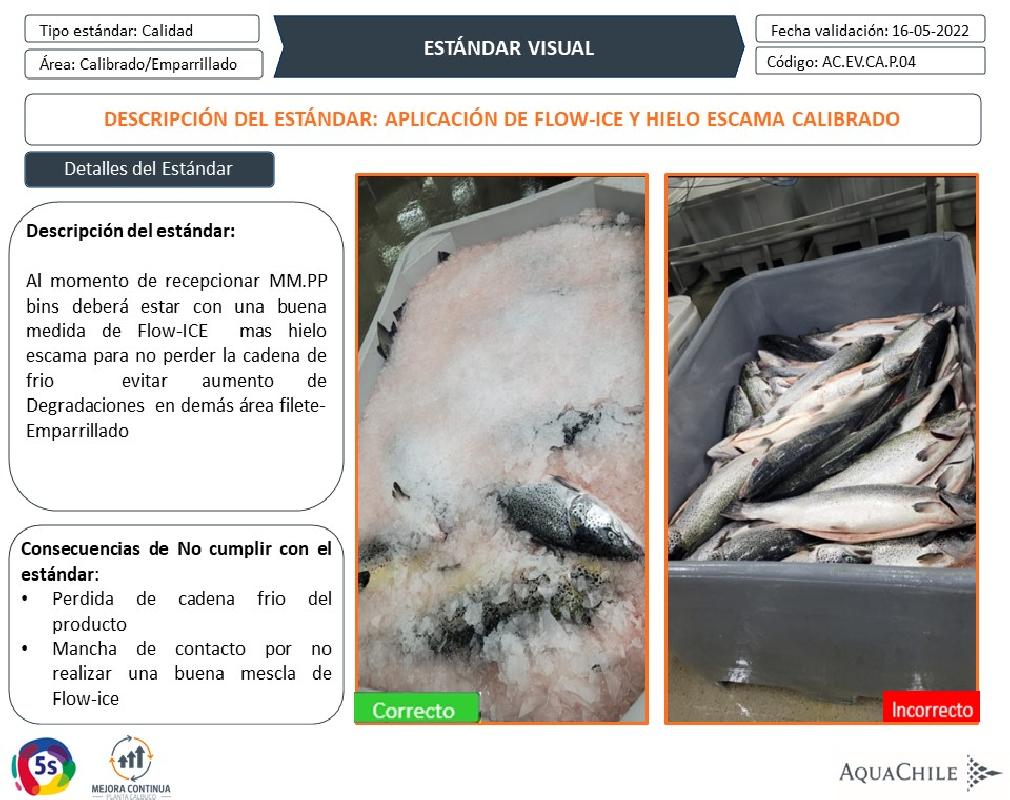 Tipo estándar: Calidad
Área: Calibrado/Emparrillado
ESTÁNDAR VISUAL
Fecha validación: 16-05-2022
Código: AC.EV.CA.P.04
DESCRIPCIÓN DEL ESTÁNDAR: APLICACIÓN DE FLOW-ICE Y HIELO ESCAMA CALIBRADO
Detalles del Estándar
Descripción del estándar:
Al momento de recepcionar MM.PP
bins deberá estar con una buena
medida de Flow-ICE mas hielo
escama para no perder la cadena de
frio evitar aumento de
Degradaciones en demás área filete-
Emparrillado
Consecuencias de No cumplir con el
estándar:
• Perdida de cadena frio del
producto
• Mancha de contacto por no
realizar una buena mescla de
Flow-ice
Correcto
Incorrecto
5s
MEJORA CONTINUA
PLANTA CALBUCO
AQUACHILE